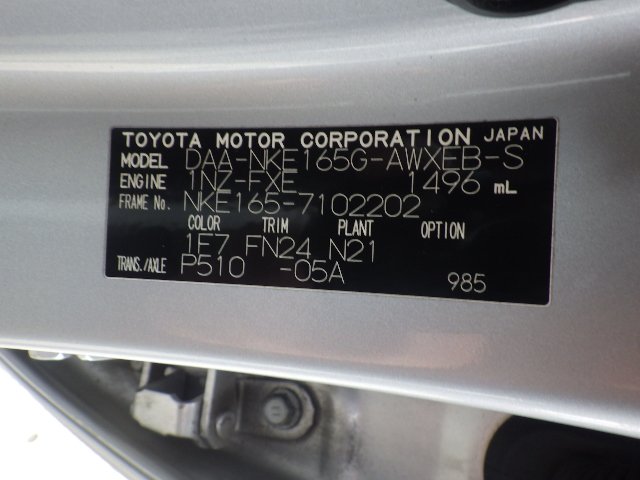 TOYOTA MOTOR CORPORATION JAPAN
MODEL DAA-NKE165G-AWXEB-S
ENGINE 1NZ-FXE 1496 mL
FRAME No. NKE165-7102202
COLOR TRIM PLANT OPTION
1F7 FN24 N21
TRANS./AXLE P510 -05A
985